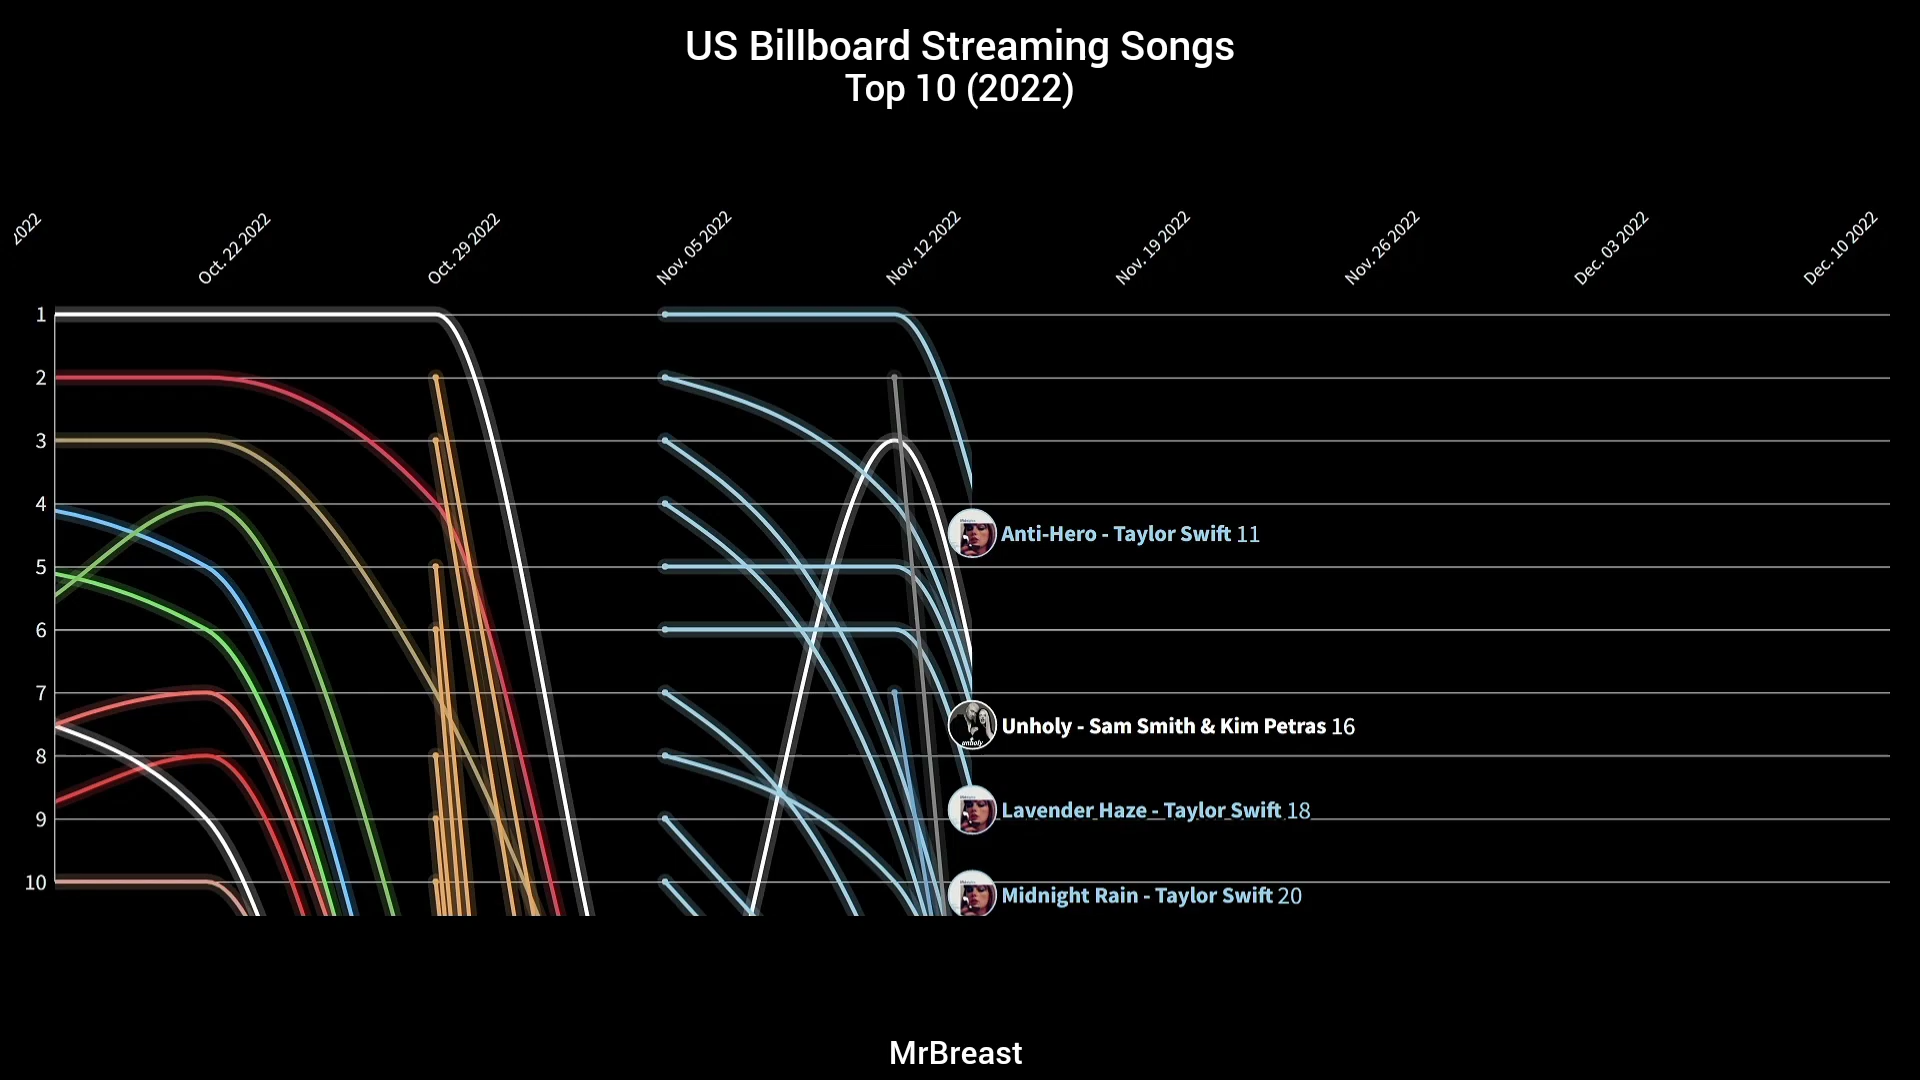 US Billboard Streaming Songs
Top 10 (2022)
2022
Oct. 22 2022
Oct. 29 2022
Nov. 05 2022
Nov. 12 2022
Nov. 19 2022
Nov. 26 2022
Dec. 03 2022
Dec. 10 2022
1
2
3
4
5
6
7
8
9
10
Anti-Hero - Taylor Swift 11
Unholy - Sam Smith & Kim Petras 16
Lavender Haze - Taylor Swift 18
Midnight Rain - Taylor Swift 20
unholy
MrBreast